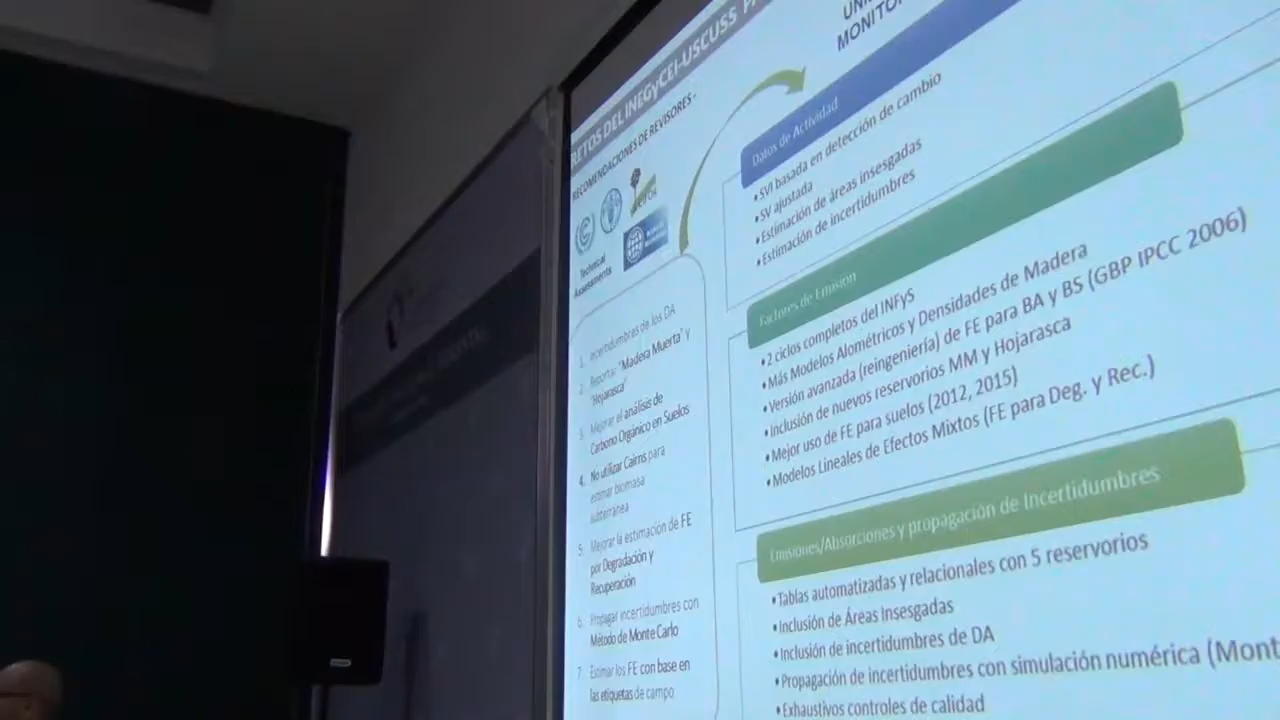 RETOS DEL INEGyCEI-USCUSS
RECOMENDACIONES DE REVISORES -
Technical
Assessments
1. Incertidumbres de los DA
2. Reportar "Madera Muerta" y
"Hojarasca"
3. Mejorar el análisis de
Carbono Orgánico en Suelos
4. No utilizar Cairns para
estimar biomasa
subterránea
5. Mejorar la estimación de FE
por Degradación y
Recuperación
6. Propagar incertidumbres con
Método de Monte Carlo
7. Estimar los FE con base en
las etiquetas de campo
Datos de Actividad
•SVI basada en detección de cambio
•SV ajustada
•Estimación de áreas insesgadas
•Estimación de incertidumbres
Factores de Emisión
•2 ciclos completos del INFyS
•Más Modelos Alométricos y Densidades de Madera
•Versión avanzada (reingeniería) de FE para BA y BS (GBP IPCC 2006)
•Inclusión de nuevos reservorios MM y Hojarasca
•Mejor uso de FE para suelos (2012, 2015)
•Modelos Lineales de Efectos Mixtos (FE para Deg. y Rec.)
Emisiones/Absorciones y propagación de Incertidumbres
•Tablas automatizadas y relacionales con 5 reservorios
•Inclusión de Áreas Insesgadas
•Inclusión de incertidumbres de DA
•Propagación de incertidumbres con simulación numérica (Mont
•Exhaustivos controles de calidad